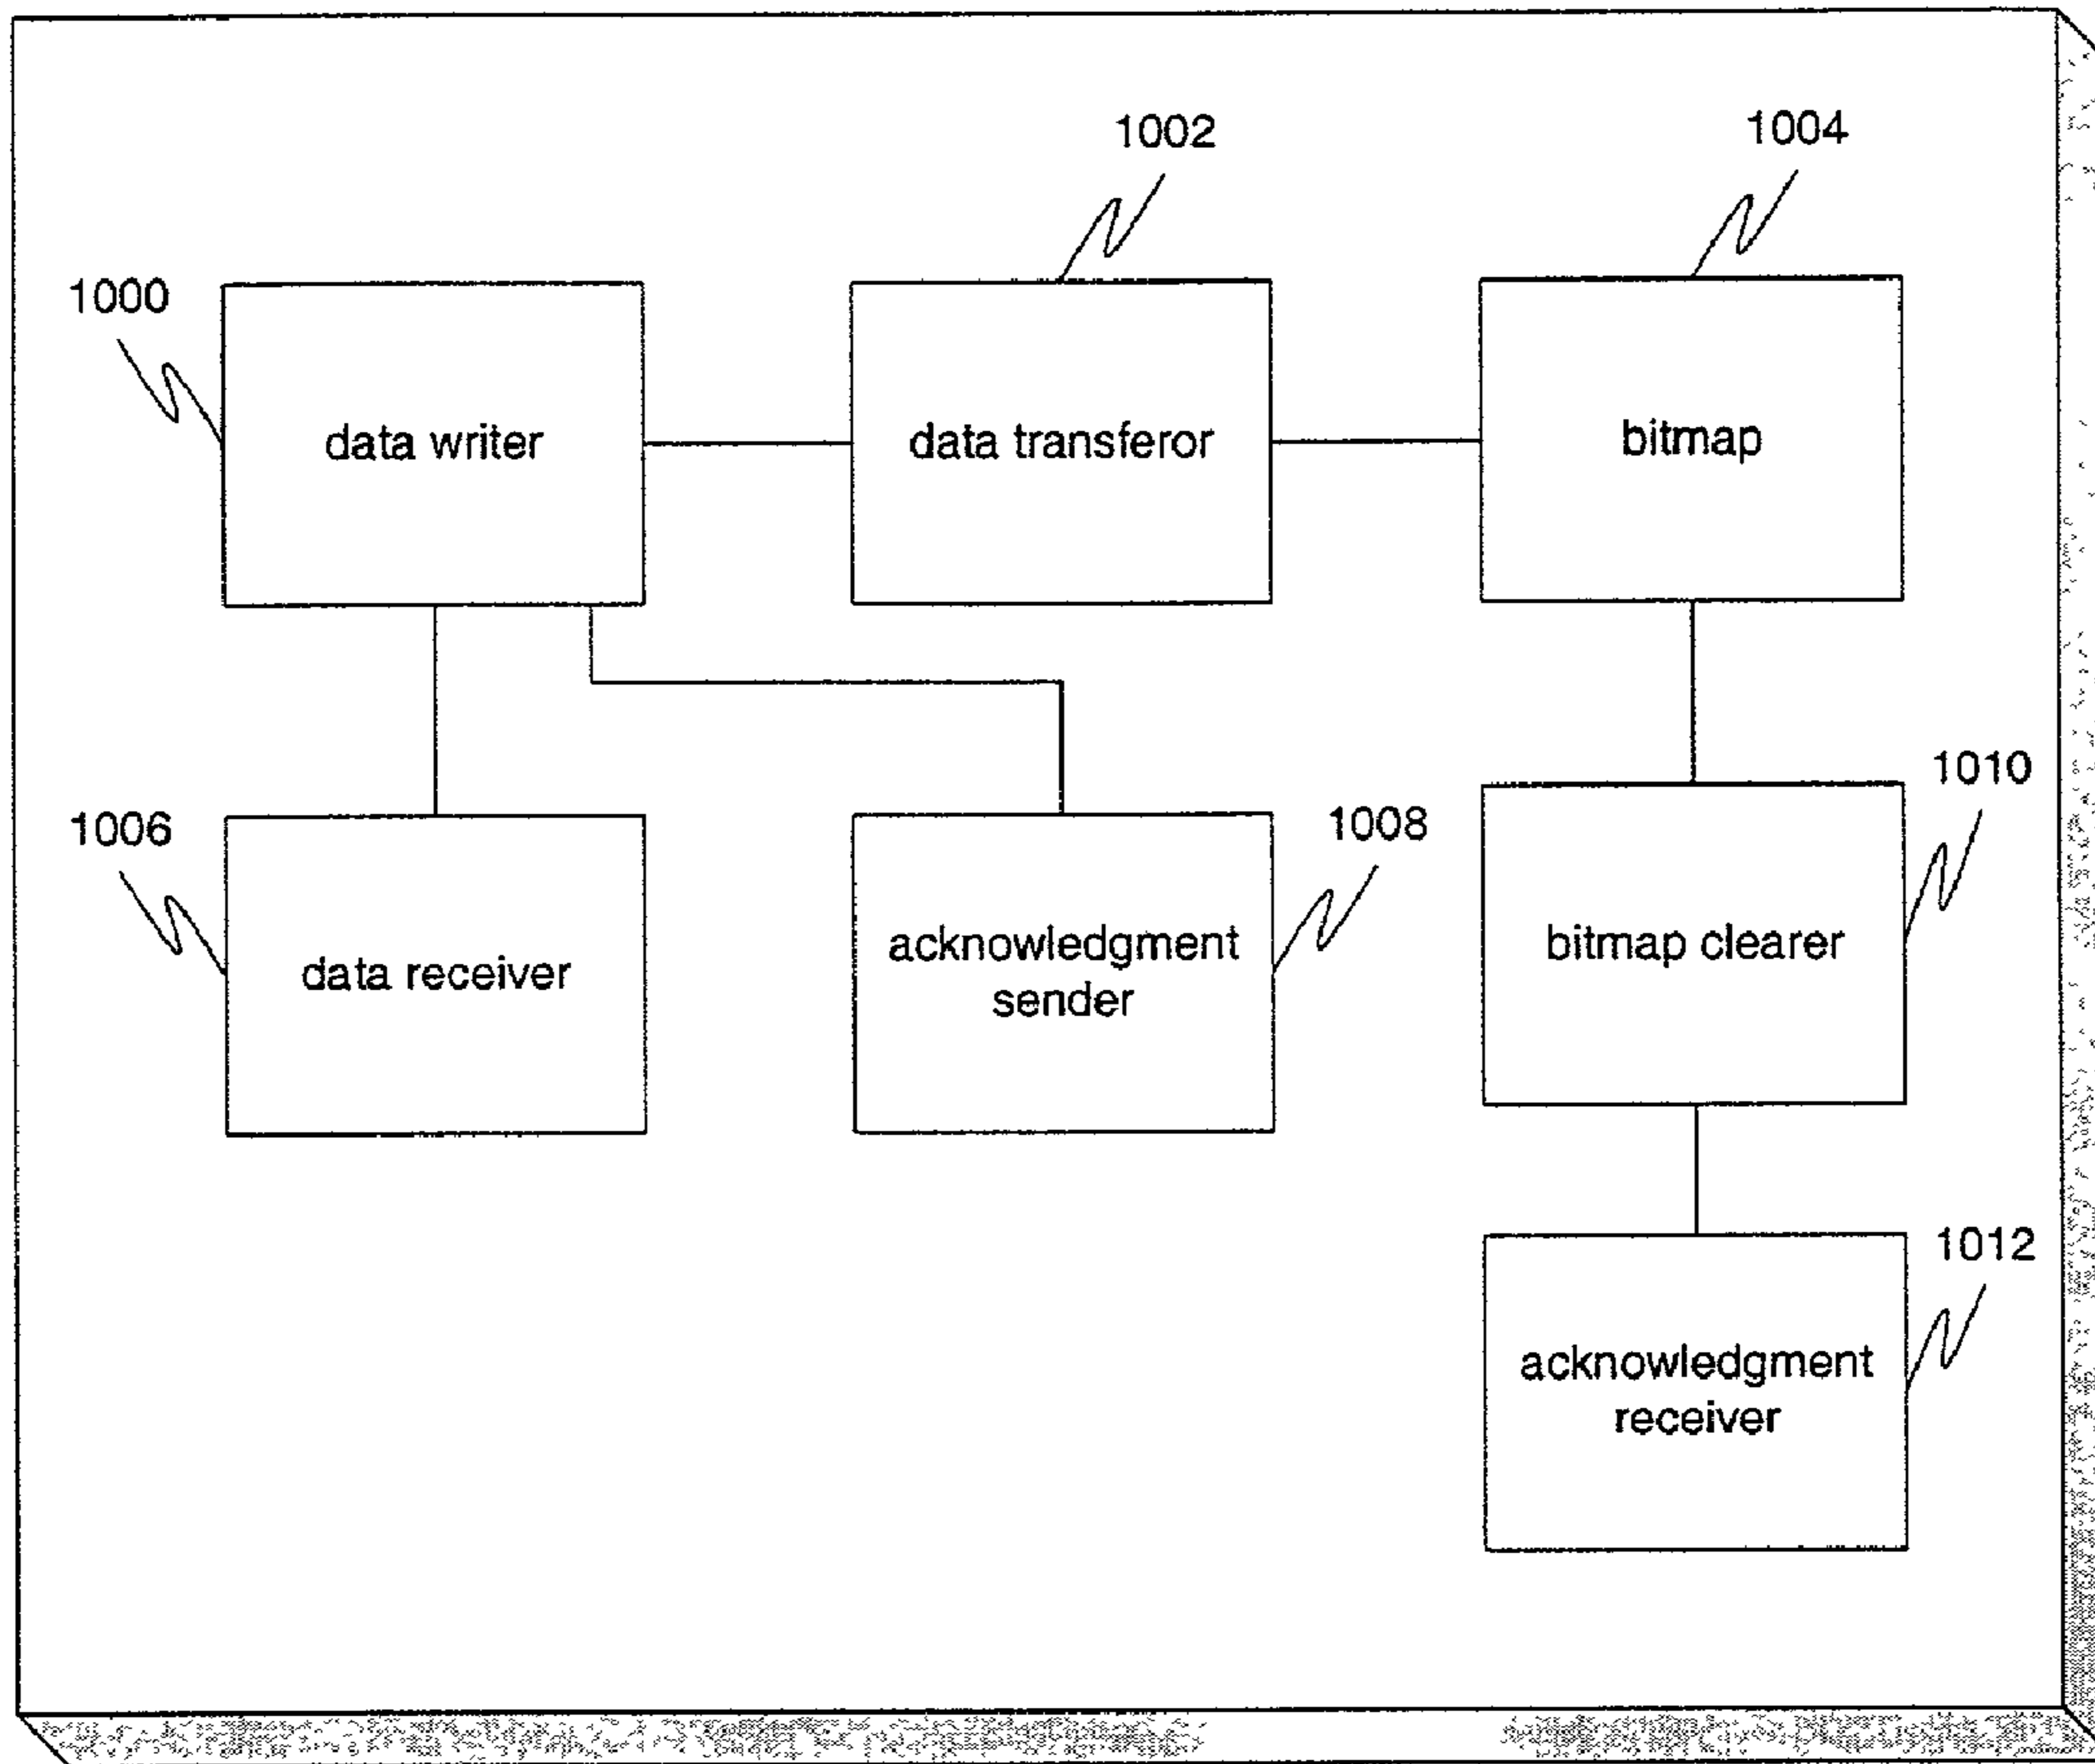 1002
1004
1000
data writer
data transferor
bitmap
1010
1006
1008
data receiver
acknowledgment
sender
bitmap clearer
1012
acknowledgment
receiver